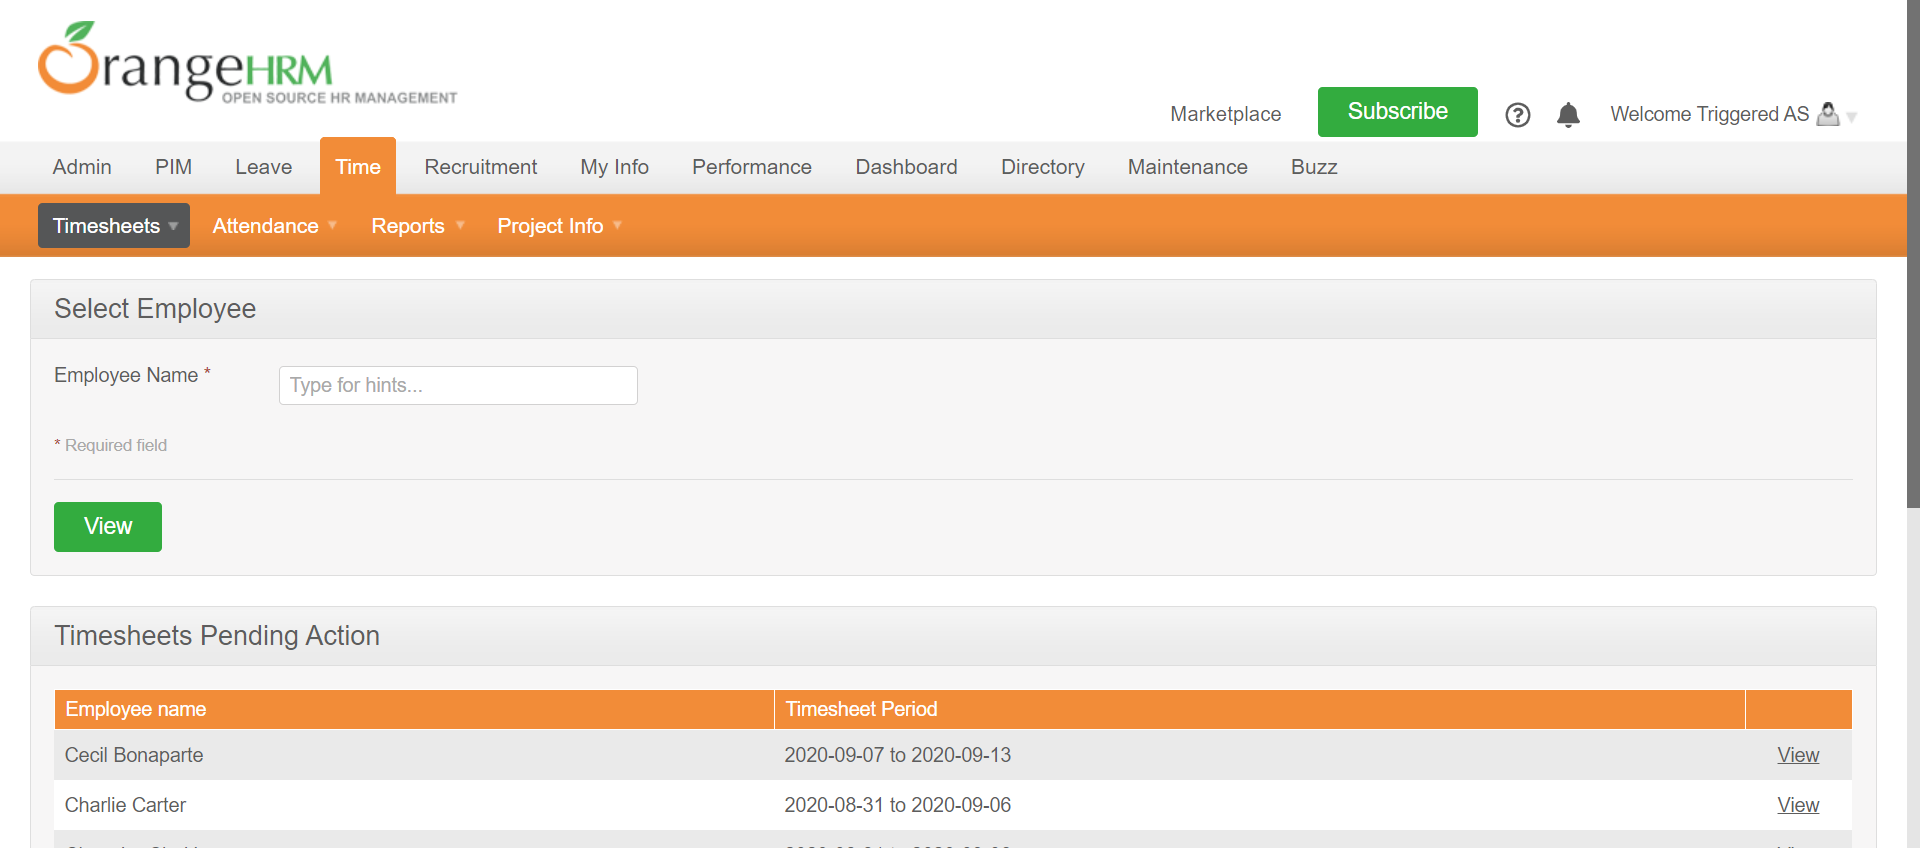 OrangeHRM
OPEN SOURCE HR MANAGEMENT
Marketplace
Subscribe
Welcome Triggered AS
Admin
PIM
Leave
Time
Recruitment
My Info
Performance
Dashboard
Directory
Maintenance
Buzz
Timesheets
Attendance
Reports
Project Info
Select Employee
Employee Name *
Type for hints...
* Required field
View
Timesheets Pending Action
Employee name Timesheet Period
Cecil Bonaparte 2020-09-07 to 2020-09-13 View
Charlie Carter 2020-08-31 to 2020-09-06 View